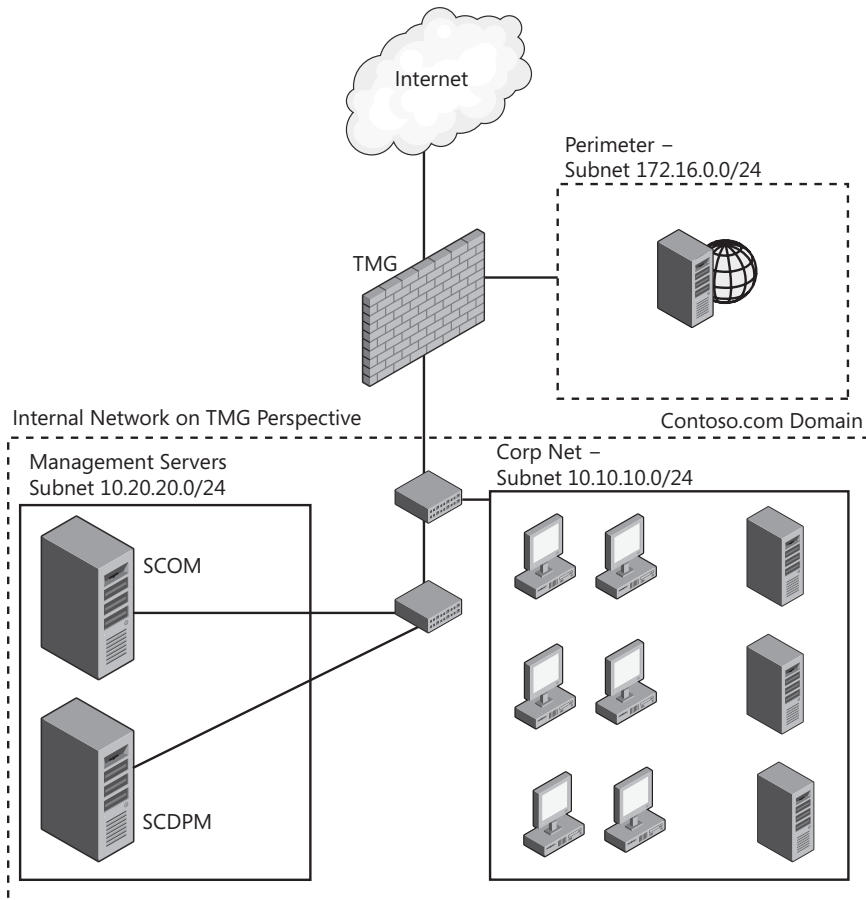 Internet
Perimeter –
Subnet 172.16.0.0/24
TMG
Internal Network on TMG Perspective
Contoso.com Domain
Management Servers
Subnet 10.20.20.0/24
Corp Net –
Subnet 10.10.10.0/24
SCOM
SCDPM